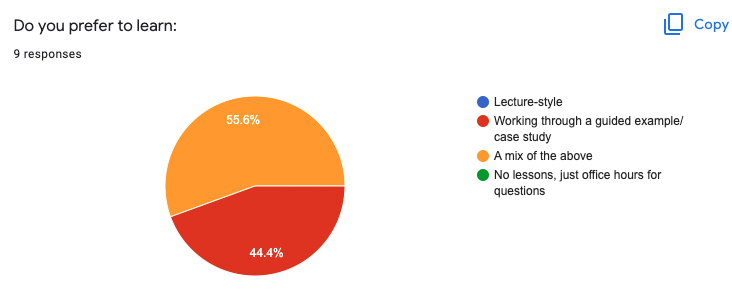 Do you prefer to learn:
Copy
9 responses
55.6%
44.4%
Lecture-style
Working through a guided example/
case study
A mix of the above
No lessons, just office hours for
questions